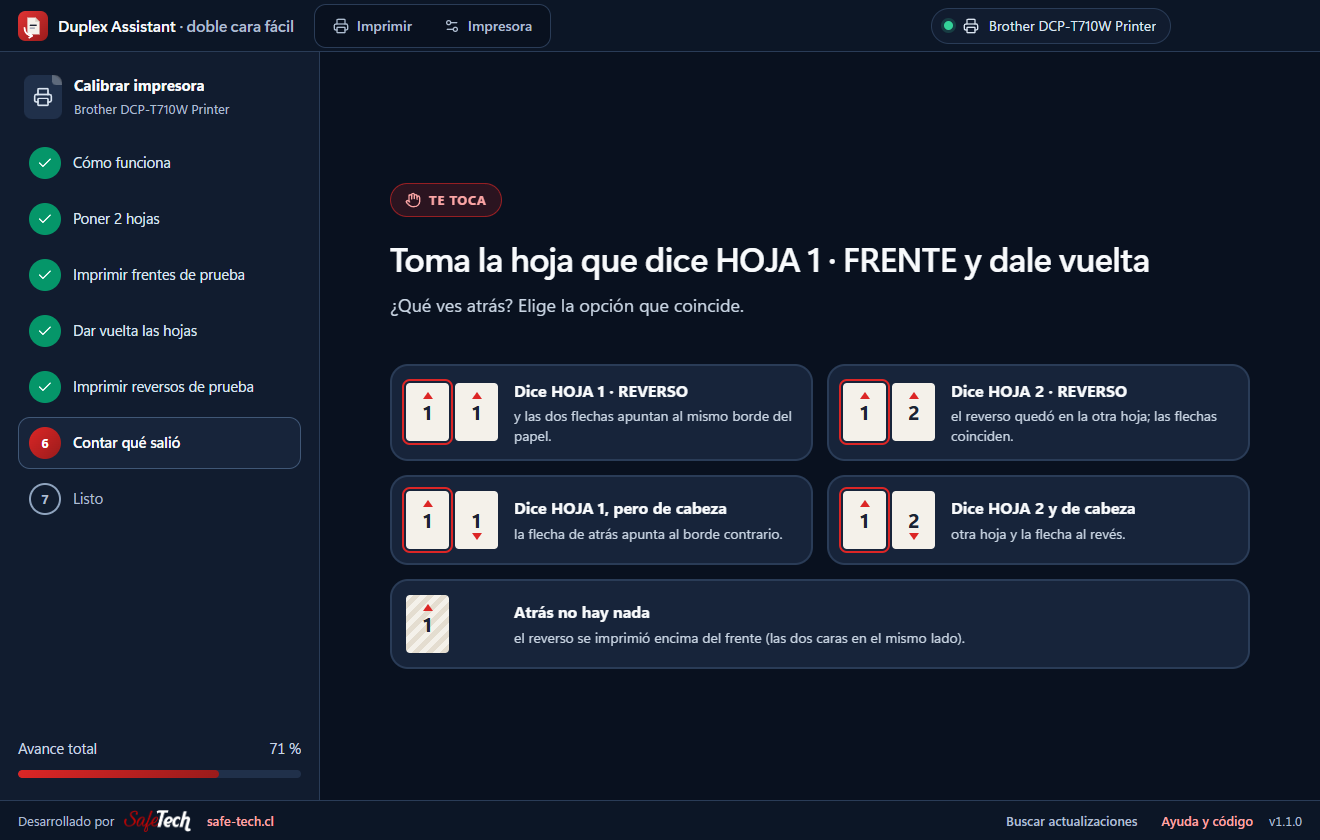 Duplex Assistant · doble cara fácil
Imprimir
Impresora
Brother DCP-T710W Printer
Calibrar impresora
Brother DCP-T710W Printer
Cómo funciona
Poner 2 hojas
Imprimir frentes de prueba
Dar vuelta las hojas
Imprimir reversos de prueba
6 Contar qué salió
7 Listo
Avance total 71 %
TE TOCA
Toma la hoja que dice HOJA 1 · FRENTE y dale vuelta
¿Qué ves atrás? Elige la opción que coincide.
1 1
Dice HOJA 1 · REVERSO
y las dos flechas apuntan al mismo borde del
papel.
1 2
Dice HOJA 2 · REVERSO
el reverso quedó en la otra hoja; las flechas
coinciden.
1 1
Dice HOJA 1, pero de cabeza
la flecha de atrás apunta al borde contrario.
1 2
Dice HOJA 2 y de cabeza
otra hoja y la flecha al revés.
1
Atrás no hay nada
el reverso se imprimió encima del frente (las dos caras en el mismo lado).
Desarrollado por SafeTech safe-tech.cl
Buscar actualizaciones
Ayuda y código
v1.1.0